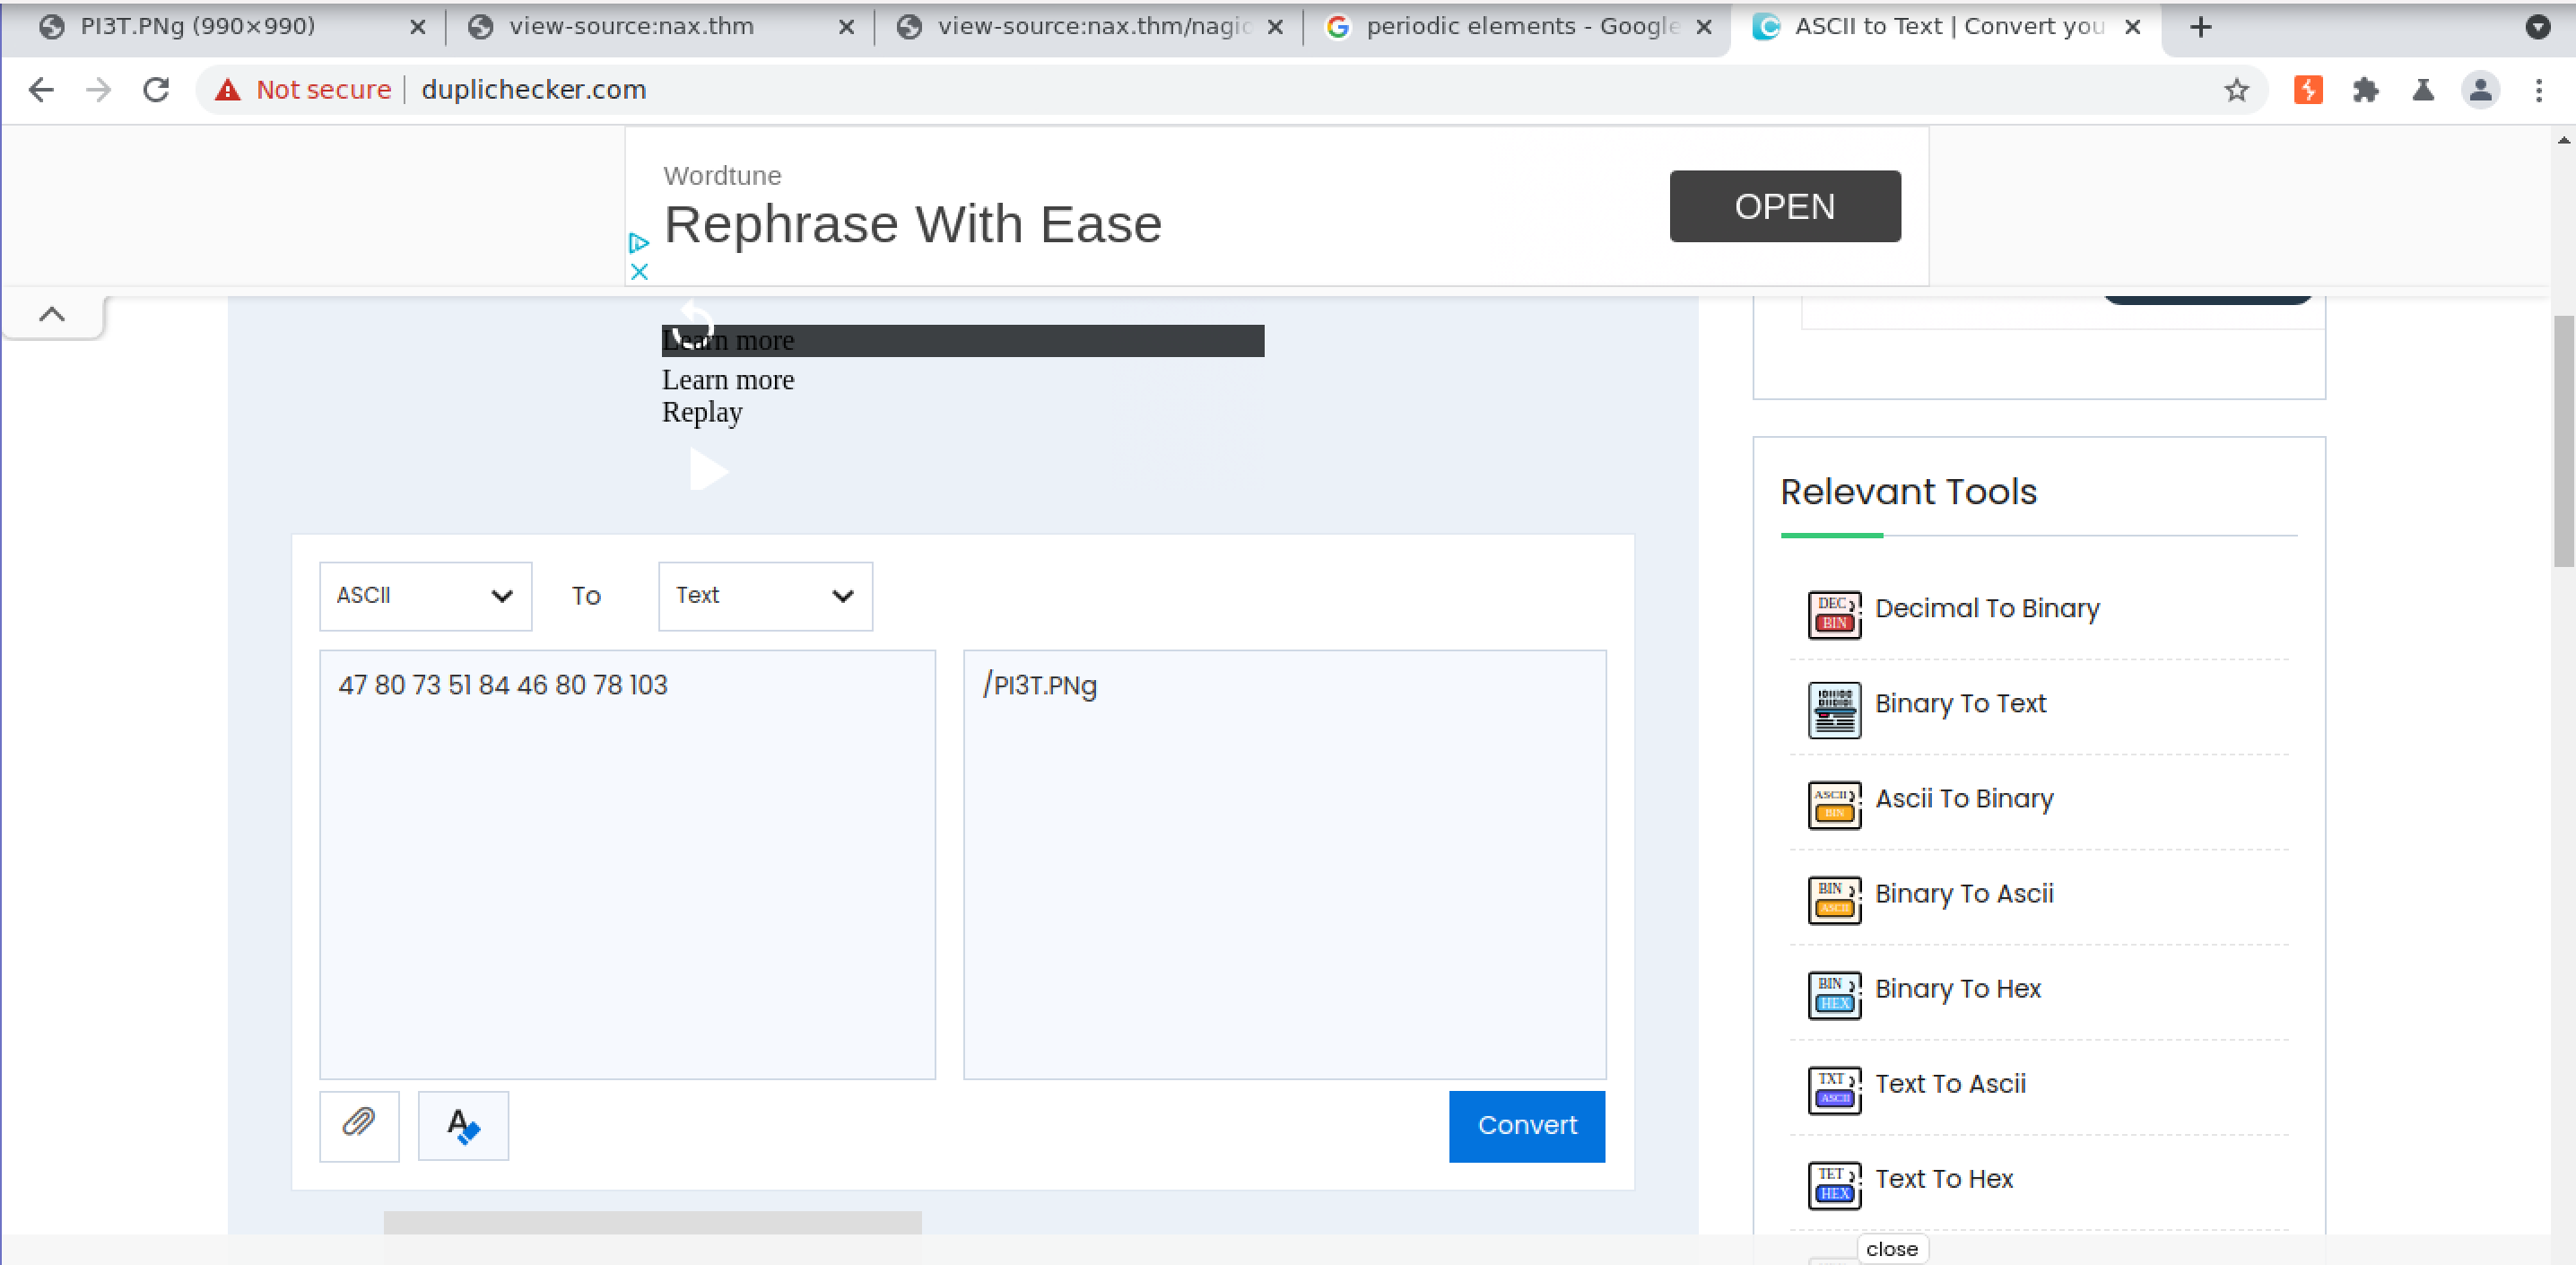 PI3T.PNg (990×990)
view-source:nax.thm
view-source:nax.thm/nagio
periodic elements - Google
ASCII to Text | Convert you
Not secure
duplichecker.com
Wordtune
Rephrase With Ease
OPEN
Learn more
Learn more
Replay
ASCII
To
Text
47 80 73 51 84 46 80 78 103
/PI3T.PNg
Convert
Relevant Tools
DEC
BIN
Decimal To Binary
Binary To Text
ASCII
BIN
Ascii To Binary
BIN
ASCII
Binary To Ascii
BIN
HEX
Binary To Hex
TXT
ASCII
Text To Ascii
TET
HEX
Text To Hex
close